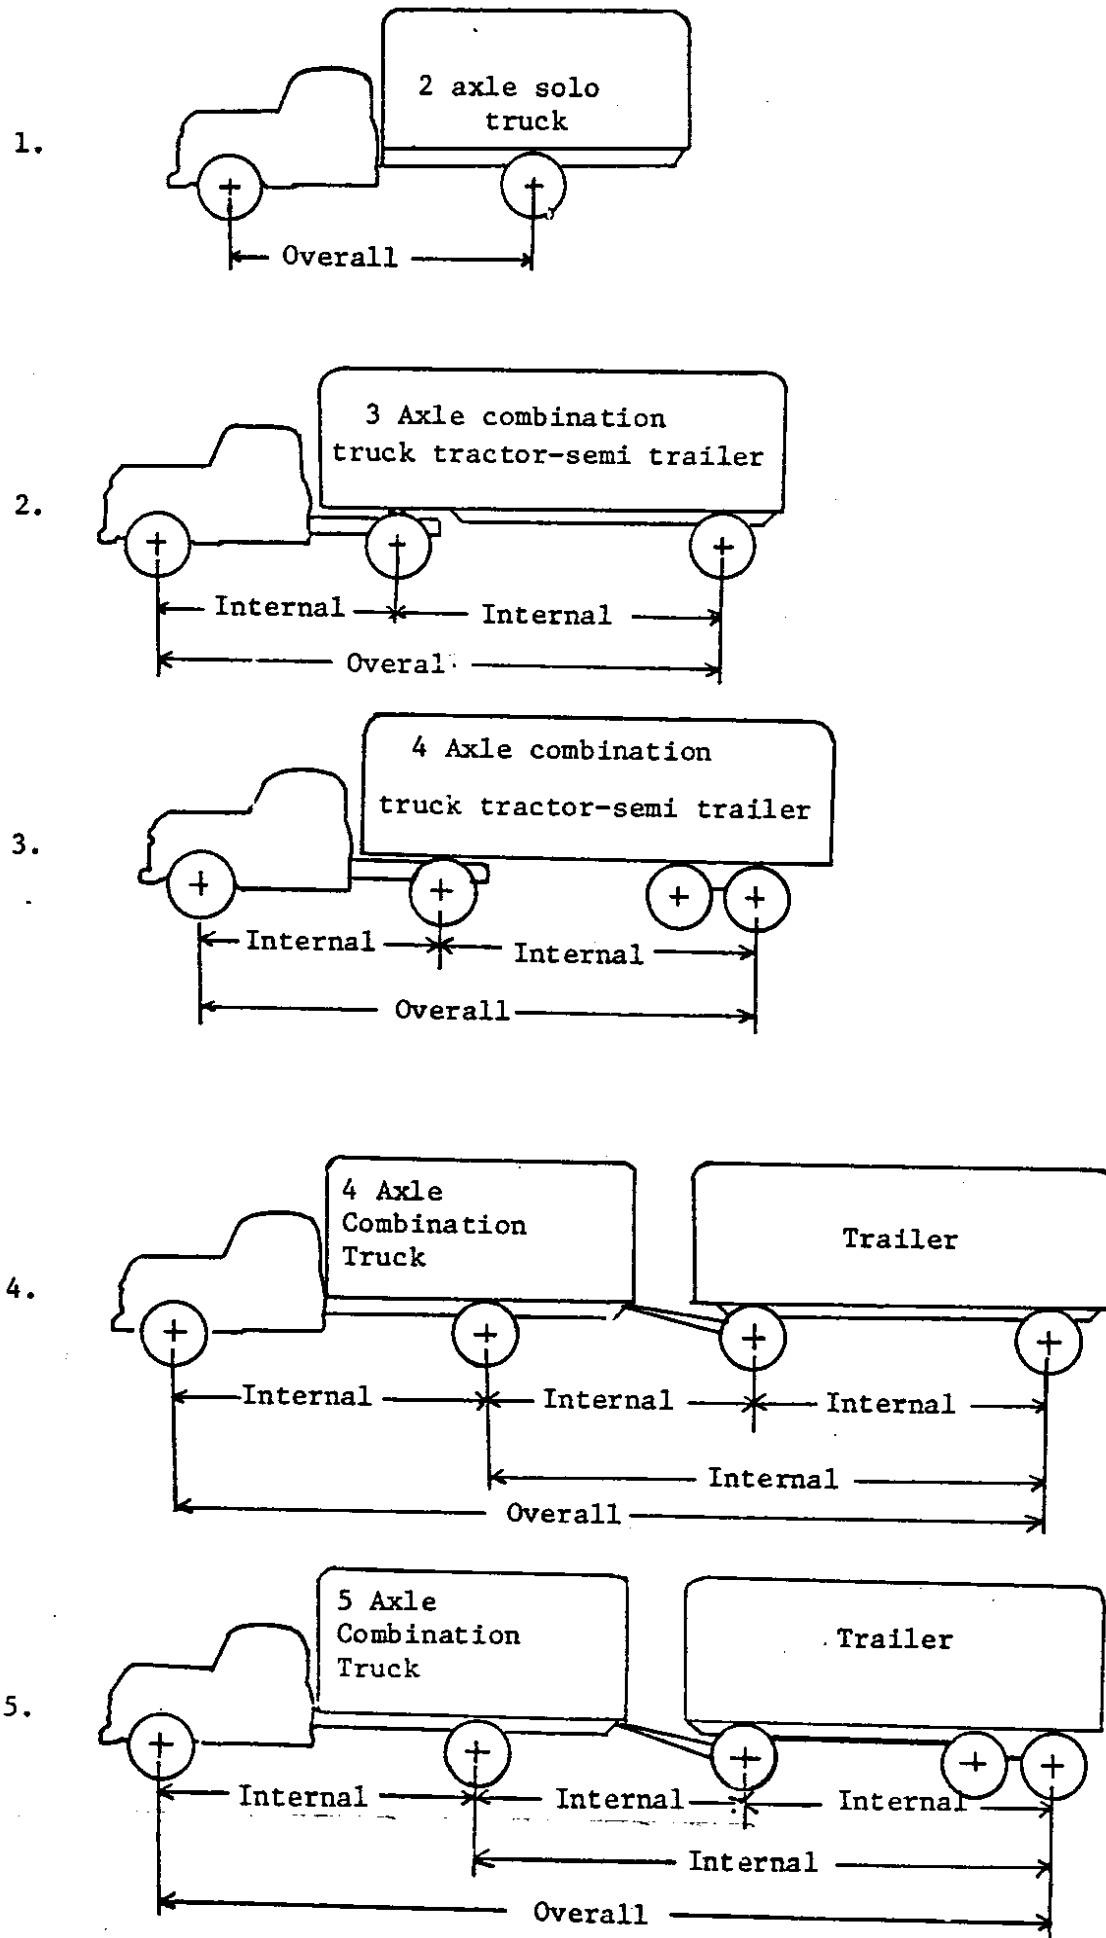 1.
2 axle solo
truck
Overall
2.
3 Axle combination
truck tractor-semi trailer
Internal
Internal
Overal
3.
4 Axle combination
truck tractor-semi trailer
Internal
Internal
Overall
4.
4 Axle
Combination
Truck
Trailer
Internal
Internal
Internal
Internal
Overall
5.
5 Axle
Combination
Truck
Trailer
Internal
Internal
Internal
Internal
Overall